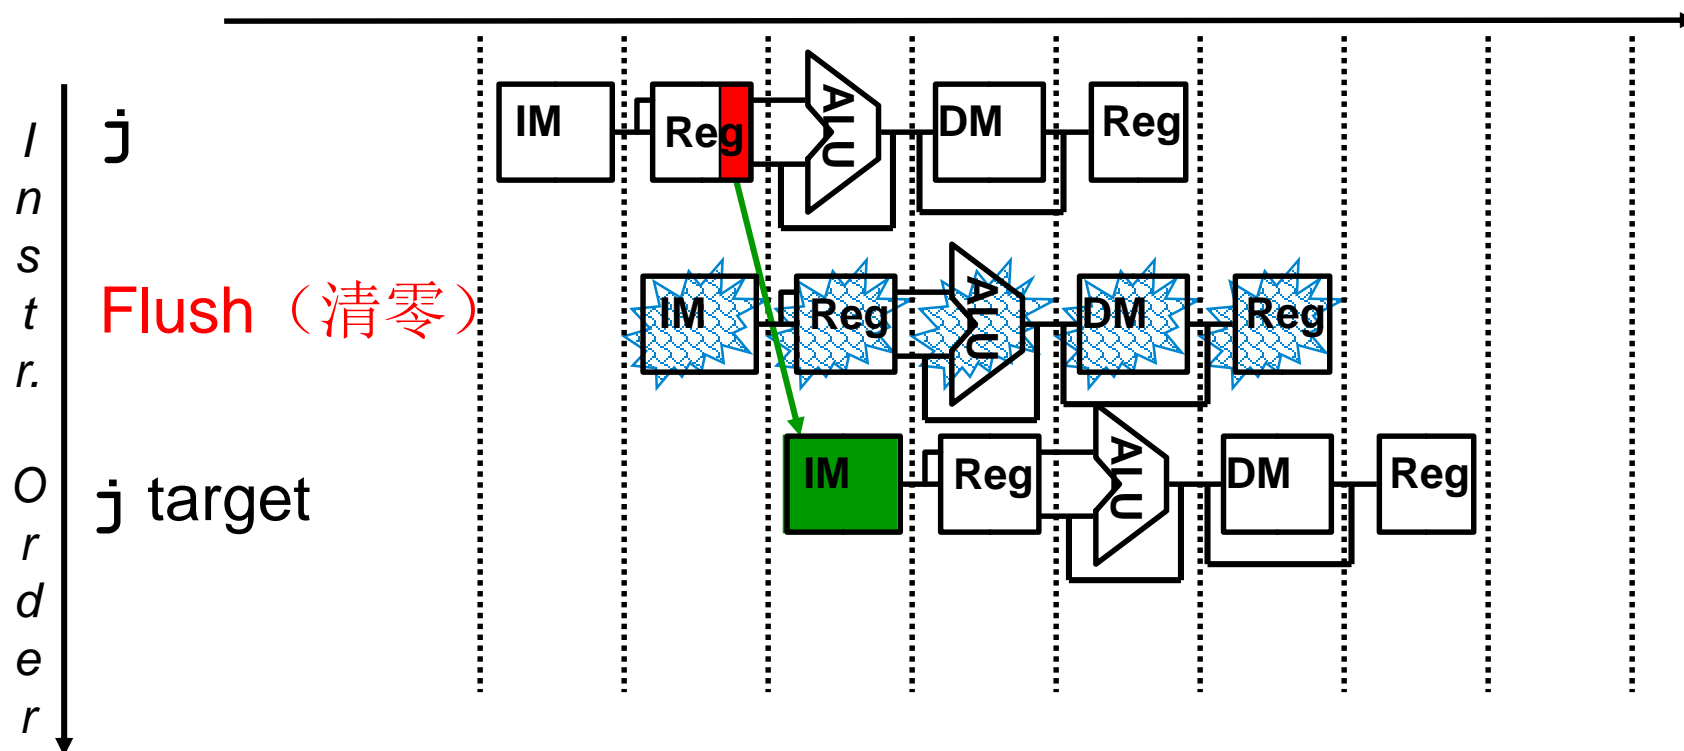 Instr. Order
j
IM
Reg
ALU
DM
Reg
Flush（清零）
IM
Reg
ALU
DM
Reg
j target
IM
Reg
ALU
DM
Reg